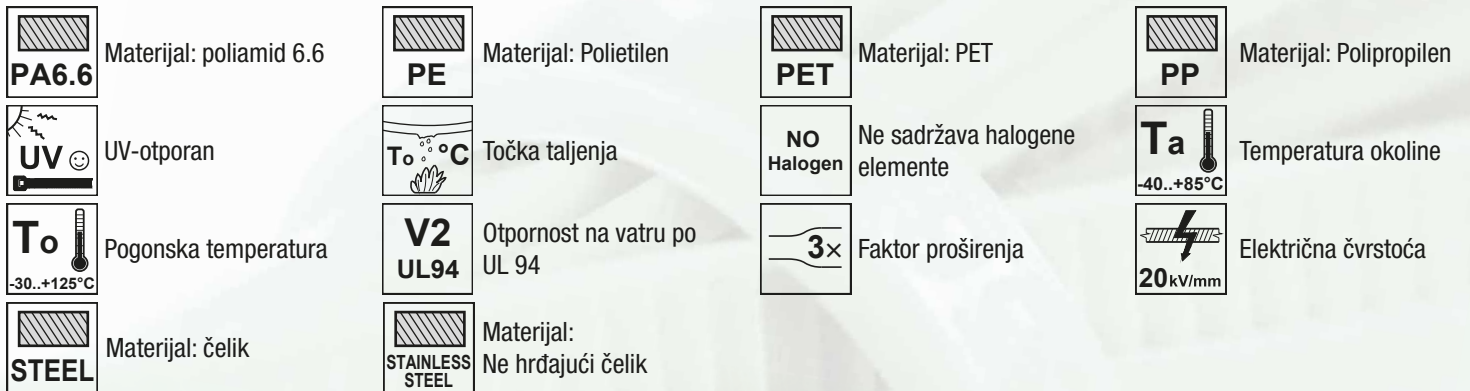 PA6.6
Materijal: poliamid 6.6
PE
Materijal: Polietilen
PET
Materijal: PET
PP
Materijal: Polipropilen
UV
UV-otporan
To °C
Točka taljenja
NO
Halogen
Ne sadržava halogene
elemente
Ta
-40..+85°C
Temperatura okoline
To
-30..+125°C
Pogonska temperatura
V2
UL94
Otpornost na vatru po
UL 94
3×
Faktor proširenja
20 kV/mm
Električna čvrstoća
STEEL
Materijal: čelik
STAINLESS
STEEL
Materijal:
Ne hrđajući čelik